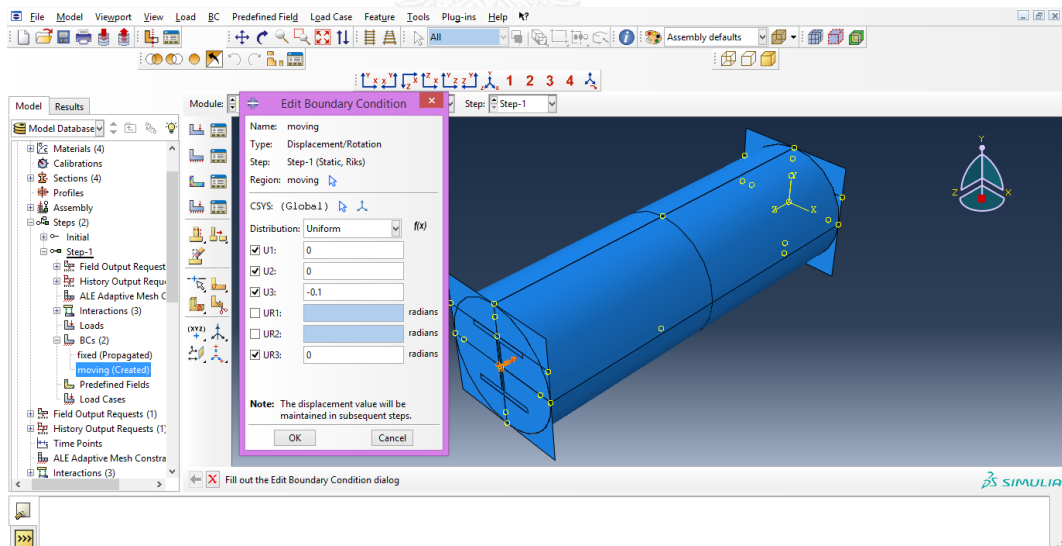 File Model Viewport View Load BC Predefined Field Load Case Feature Tools Plug-ins Help
All
Assembly defaults
1 2 3 4
Model Results
Module:
Step: Step-1
Model Database
Materials (4)
Calibrations
Sections (4)
Profiles
Assembly
Steps (2)
Initial
Step-1
Field Output Request
History Output Reque
ALE Adaptive Mesh C
Interactions (3)
Loads
BCs (2)
fixed (Propagated)
moving (Created)
Predefined Fields
Load Cases
Field Output Requests (1)
History Output Requests (1)
Time Points
ALE Adaptive Mesh Constra
Interactions (3)
Edit Boundary Condition
Name: moving
Type: Displacement/Rotation
Step: Step-1 (Static, Riks)
Region: moving
CSYS: (Global)
Distribution: Uniform f(x)
U1: 0
U2: 0
U3: -0.1
UR1: radians
UR2: radians
UR3: 0 radians
Note: The displacement value will be
maintained in subsequent steps.
OK Cancel
Y
Z X
Y
Z X
Fill out the Edit Boundary Condition dialog
SIMULIA
>>>